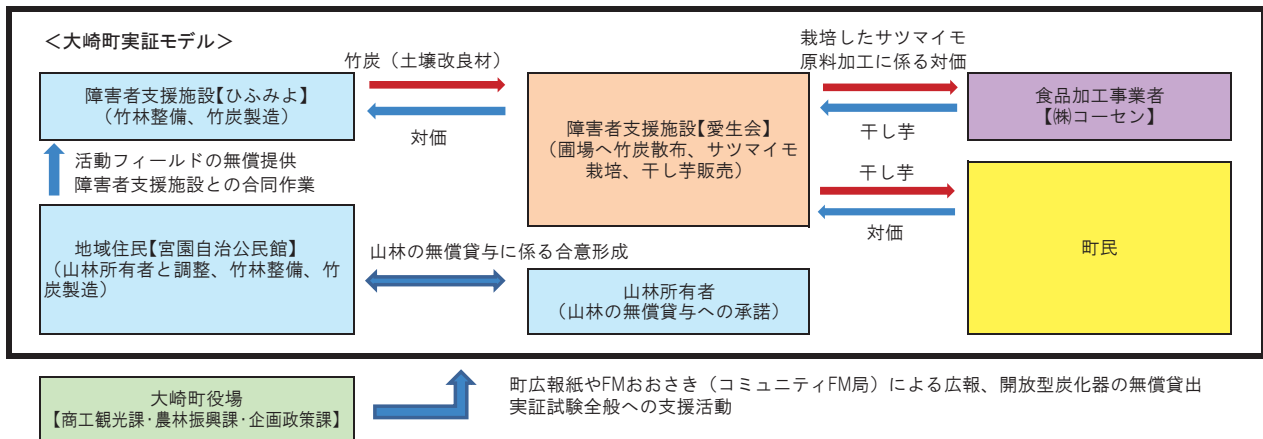 ＜大崎町実証モデル＞
障害者支援施設【ひふみよ】
（竹林整備、竹炭製造）
竹炭（土壌改良材）
対価
障害者支援施設【愛生会】
（圃場へ竹炭散布、サツマイモ
栽培、干し芋販売）
栽培したサツマイモ
原料加工に係る対価
干し芋
食品加工事業者
【㈱コーセン】
活動フィールドの無償提供
障害者支援施設との合同作業
干し芋
対価
町民
地域住民【宮園自治公民館】
（山林所有者と調整、竹林整備、竹
炭製造）
山林の無償貸与に係る合意形成
山林所有者
（山林の無償貸与への承諾）
大崎町役場
【商工観光課・農林振興課・企画政策課】
町広報紙やFMおおさき（コミュニティFM局）による広報、開放型炭化器の無償貸出
実証試験全般への支援活動